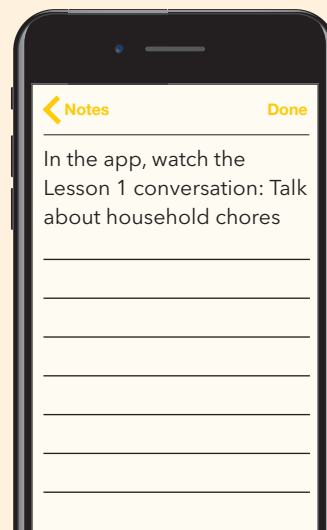 Notes
Done
In the app, watch the
Lesson 1 conversation: Talk
about household chores